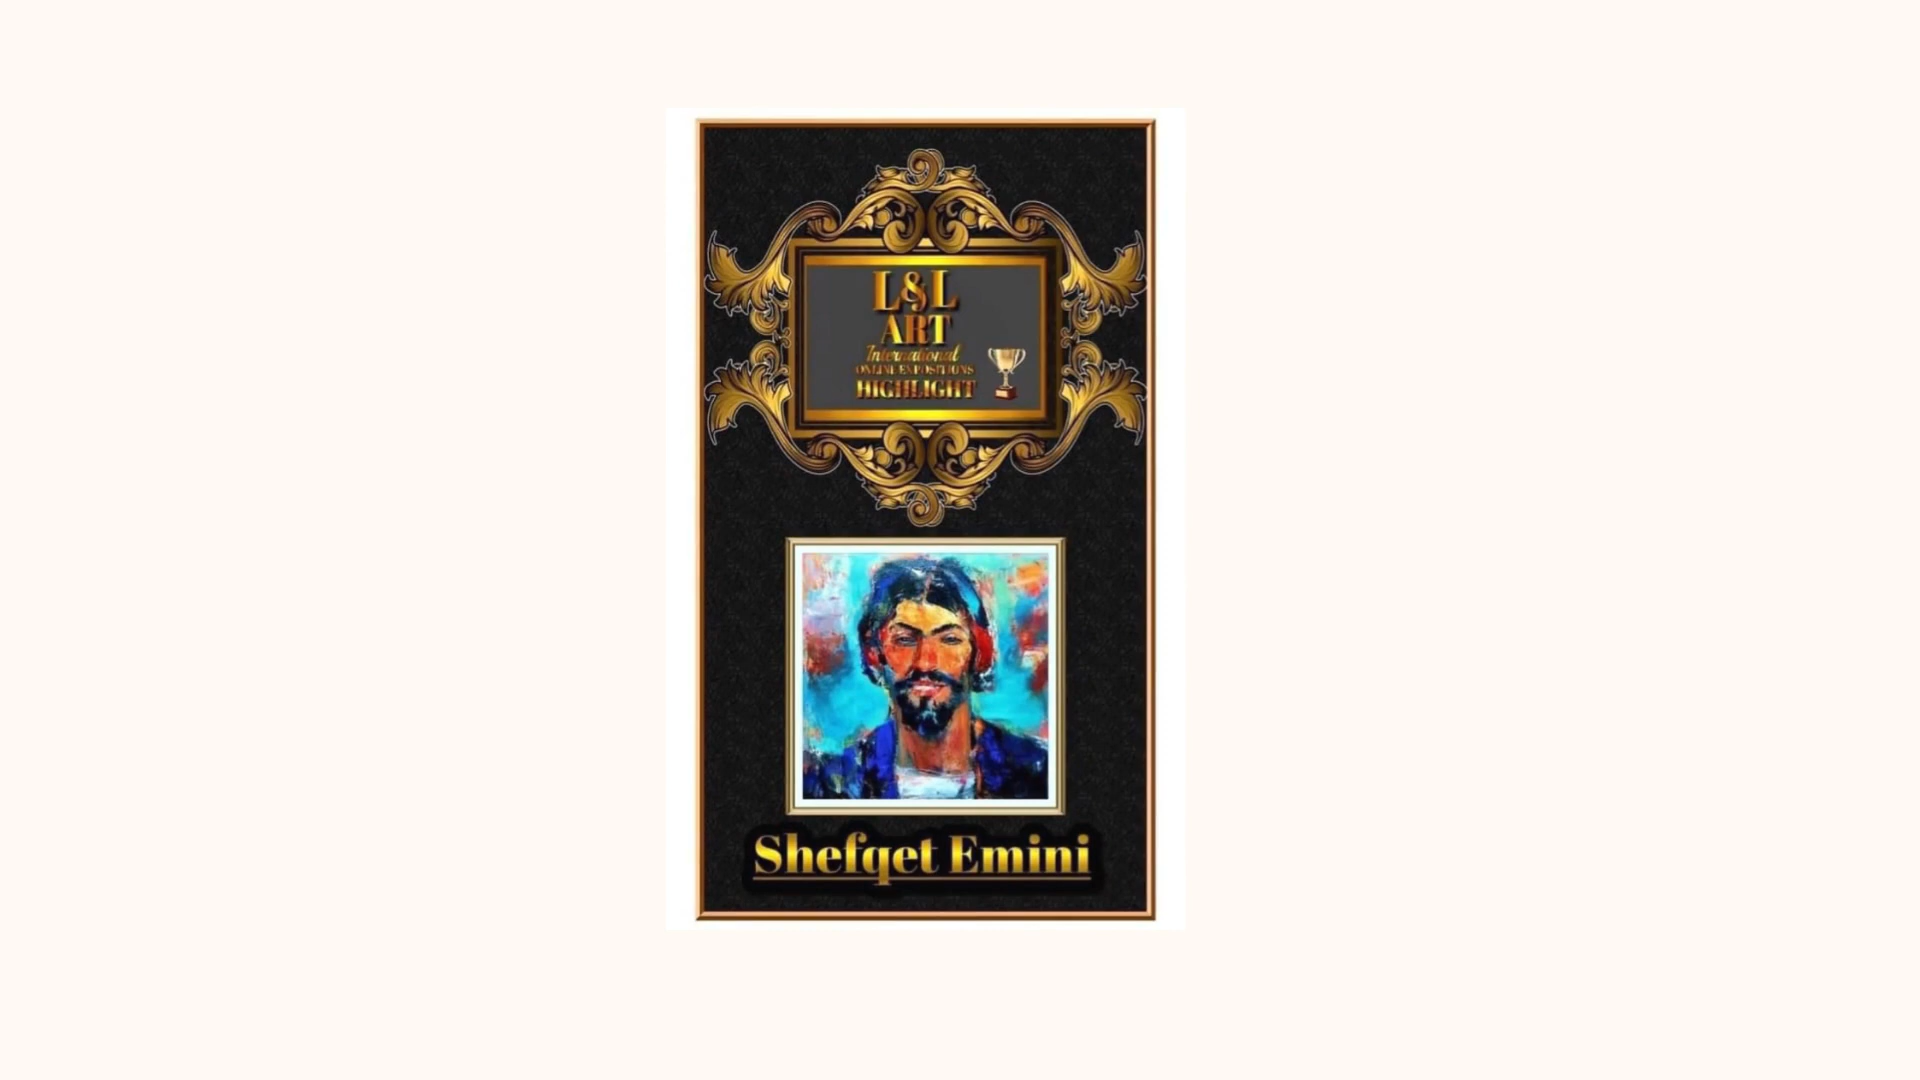 L&L
ART
International
ONLINE EXPOSITIONS
HIGHLIGHT
Shefqet Emini